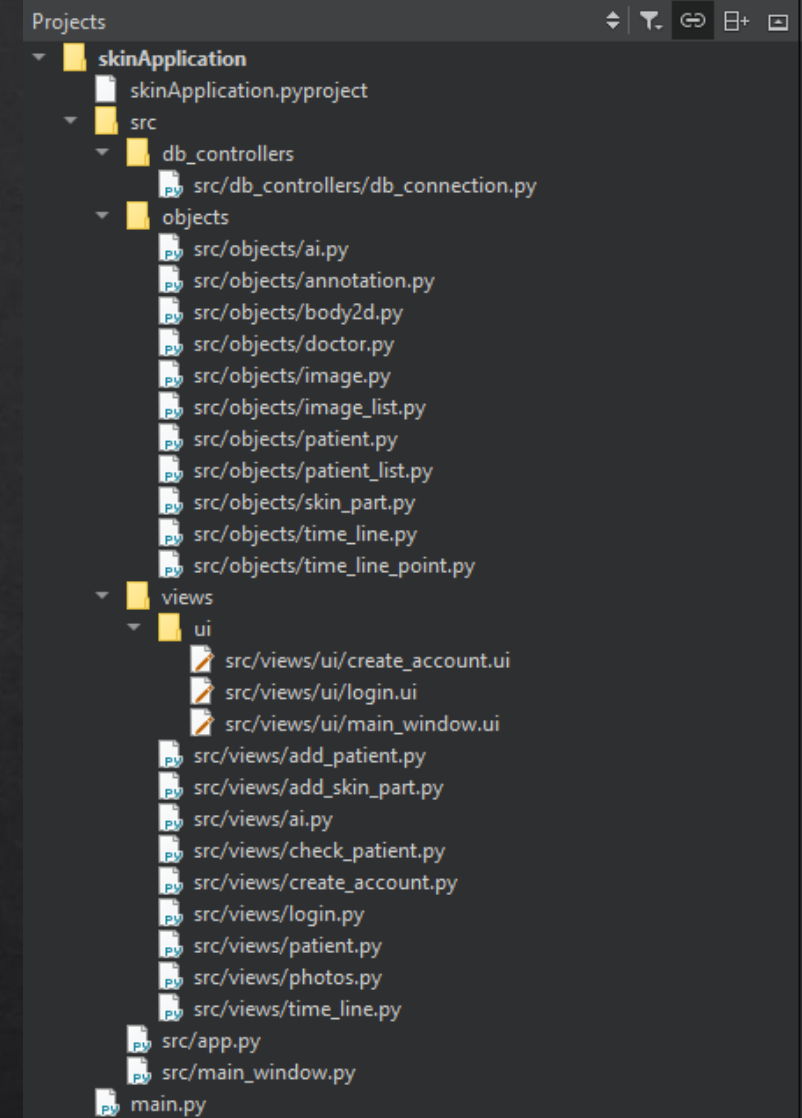 Projects
skinApplication
skinApplication.pyproject
src
db_controllers
src/db_controllers/db_connection.py
objects
src/objects/ai.py
src/objects/annotation.py
src/objects/body2d.py
src/objects/doctor.py
src/objects/image.py
src/objects/image_list.py
src/objects/patient.py
src/objects/patient_list.py
src/objects/skin_part.py
src/objects/time_line.py
src/objects/time_line_point.py
views
ui
src/views/ui/create_account.ui
src/views/ui/login.ui
src/views/ui/main_window.ui
src/views/add_patient.py
src/views/add_skin_part.py
src/views/ai.py
src/views/check_patient.py
src/views/create_account.py
src/views/login.py
src/views/patient.py
src/views/photos.py
src/views/time_line.py
src/app.py
src/main_window.py
main.py